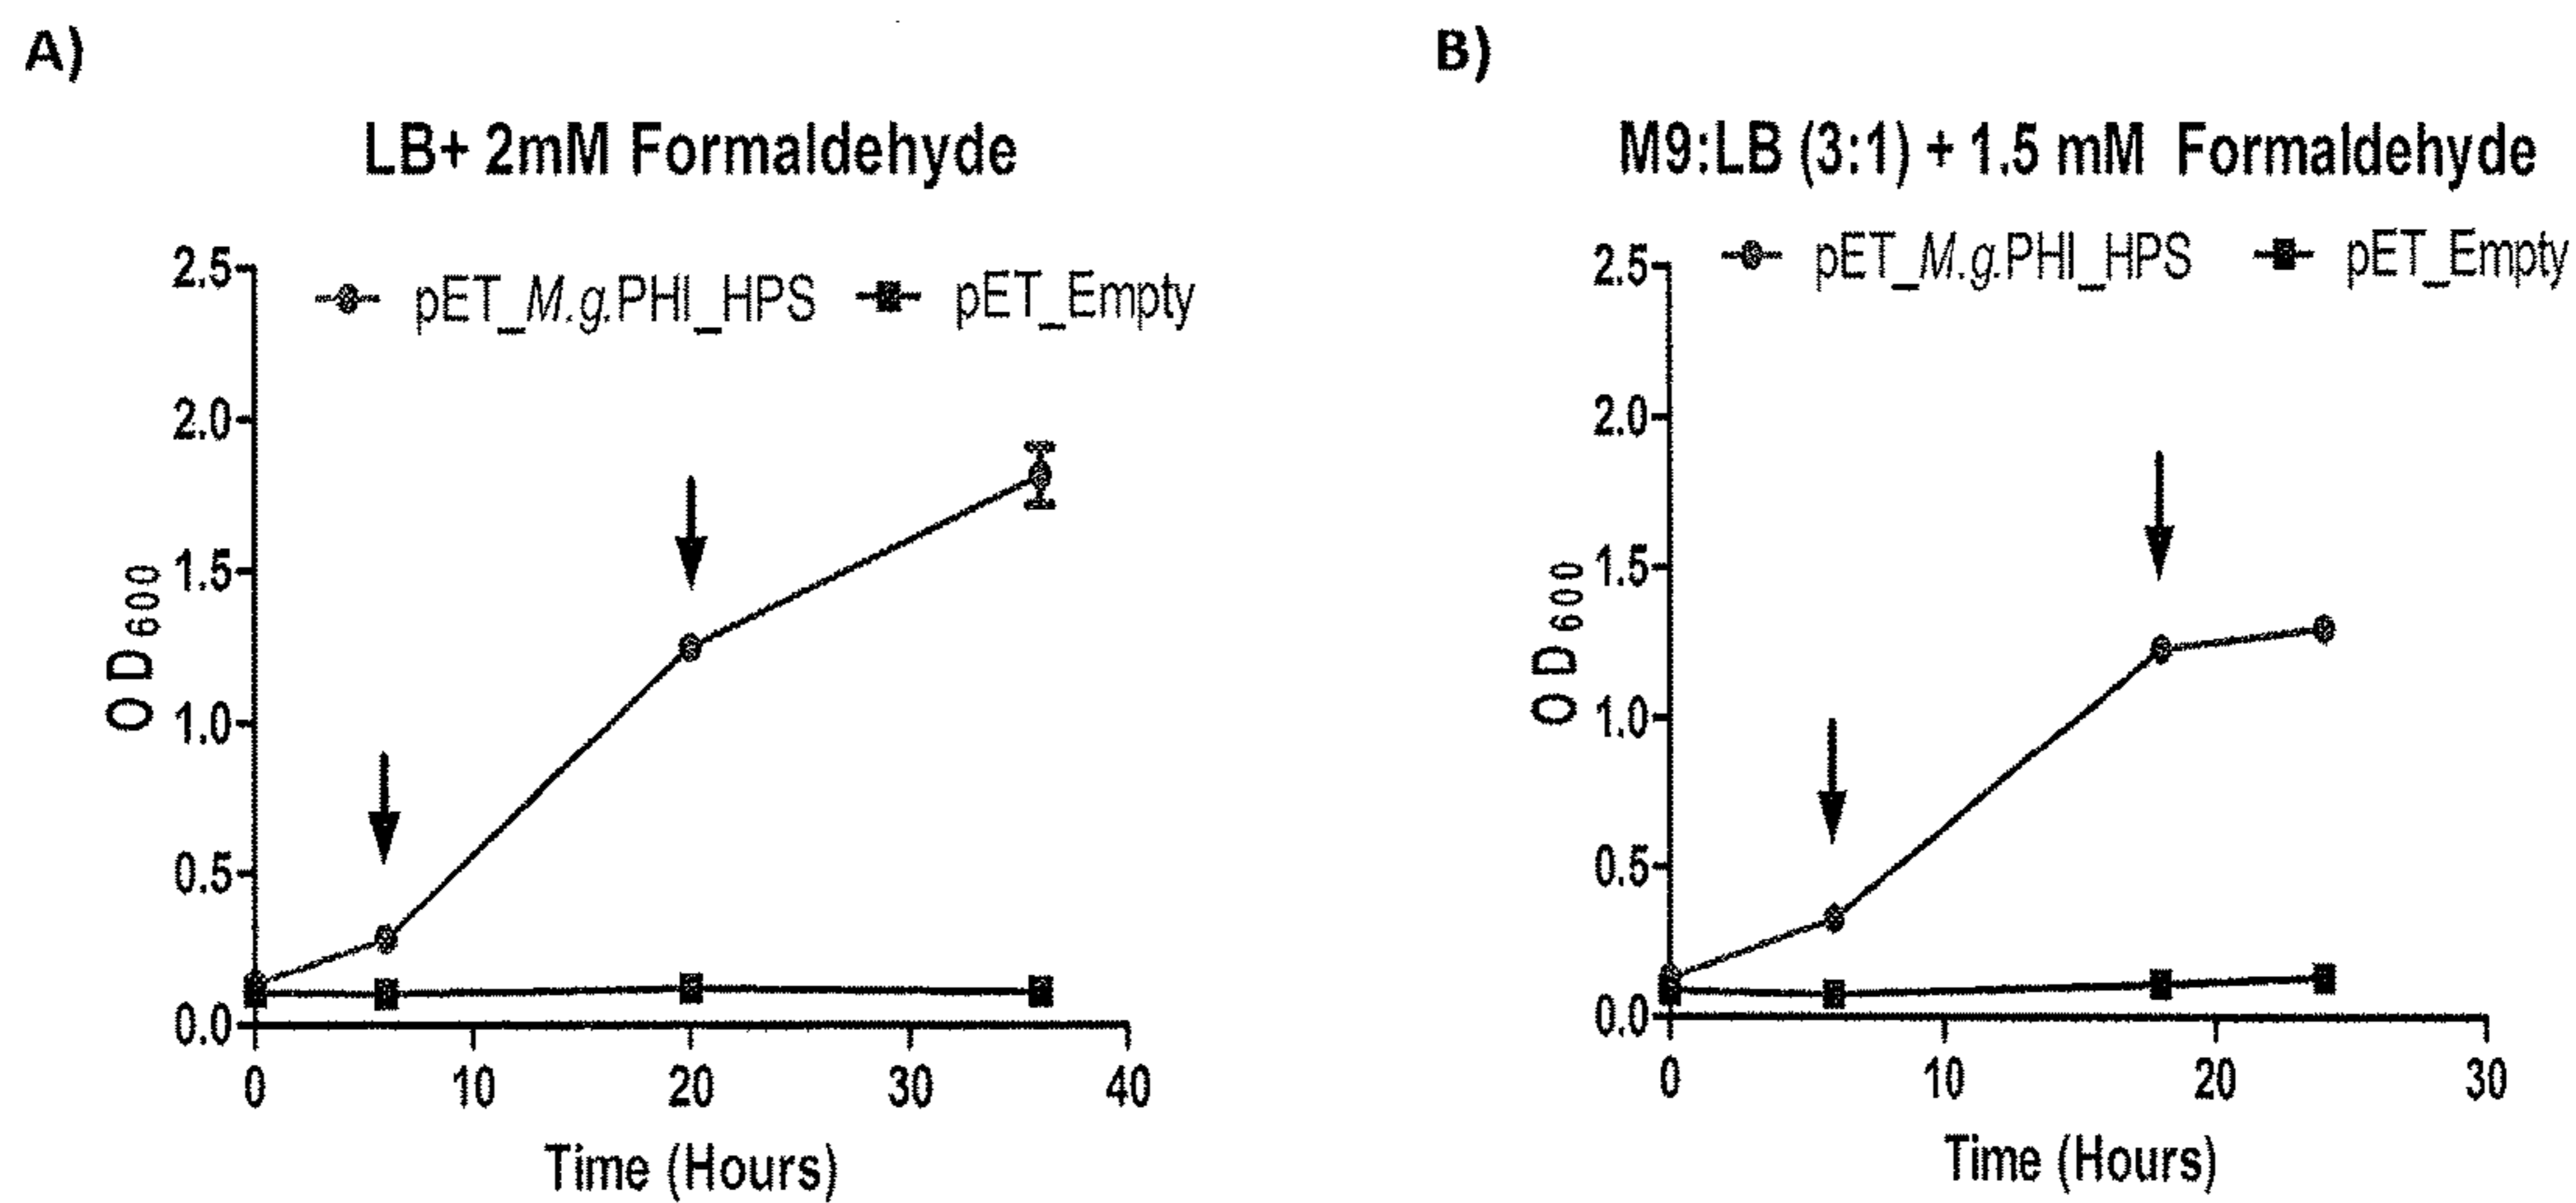 A)
LB+ 2mM Formaldehyde
pET_M.g.PHI_HPS pET_Empty
2.5
2.0
1.5
1.0
0.5
0.0
OD600
0 10 20 30 40
Time (Hours)
B)
M9:LB (3:1) + 1.5 mM Formaldehyde
pET_M.g.PHI_HPS pET_Empty
2.5
2.0
1.5
1.0
0.5
0.0
OD600
0 10 20 30
Time (Hours)